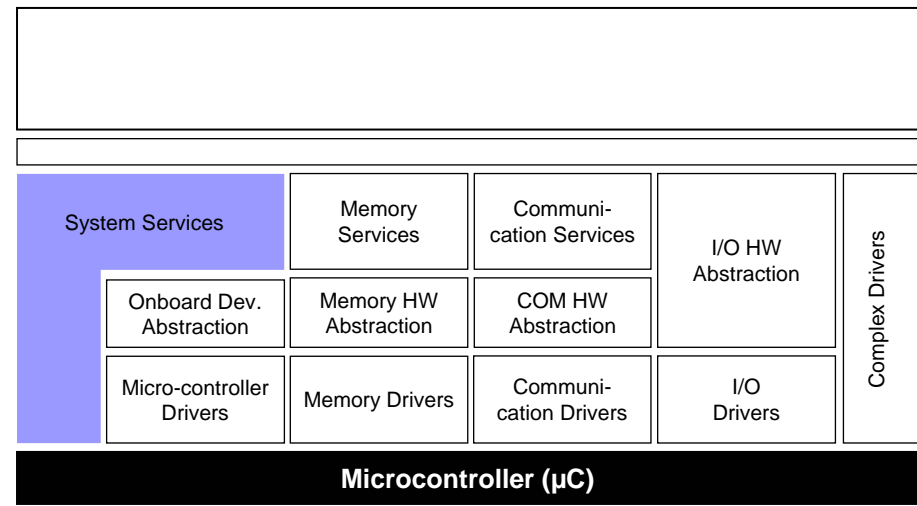 System Services
Memory
Services
Communi-
cation Services
I/O HW
Abstraction
Complex Drivers
Onboard Dev.
Abstraction
Memory HW
Abstraction
COM HW
Abstraction
Micro-controller
Drivers
Memory Drivers
Communi-
cation Drivers
I/O
Drivers
Microcontroller (µC)